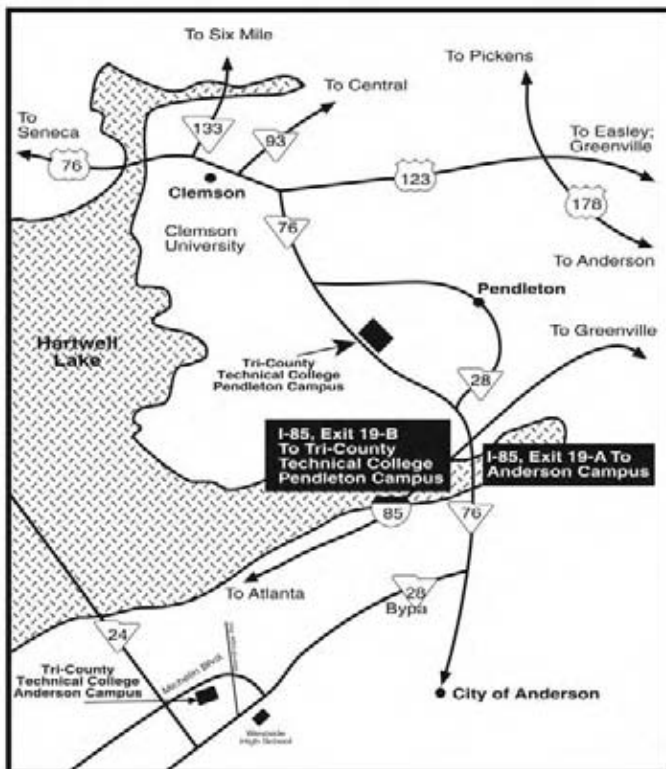 To Six Mile
To Pickens
To Central
To
Seneca
133
93
To Easley;
Greenville
76
123
Clemson
178
Clemson
University
76
To Anderson
Pendleton
Hartwell
Lake
To Greenville
Tri-County
Technical College
Pendleton Campus
28
I-85, Exit 19-B
To Tri-County
Technical College
Pendleton Campus
I-85, Exit 19-A To
Anderson Campus
85
76
To Atlanta
28
Bypa
24
Tri-County
Technical College
Anderson Campus
Michelin Blvd.
City of Anderson
Westside
High School